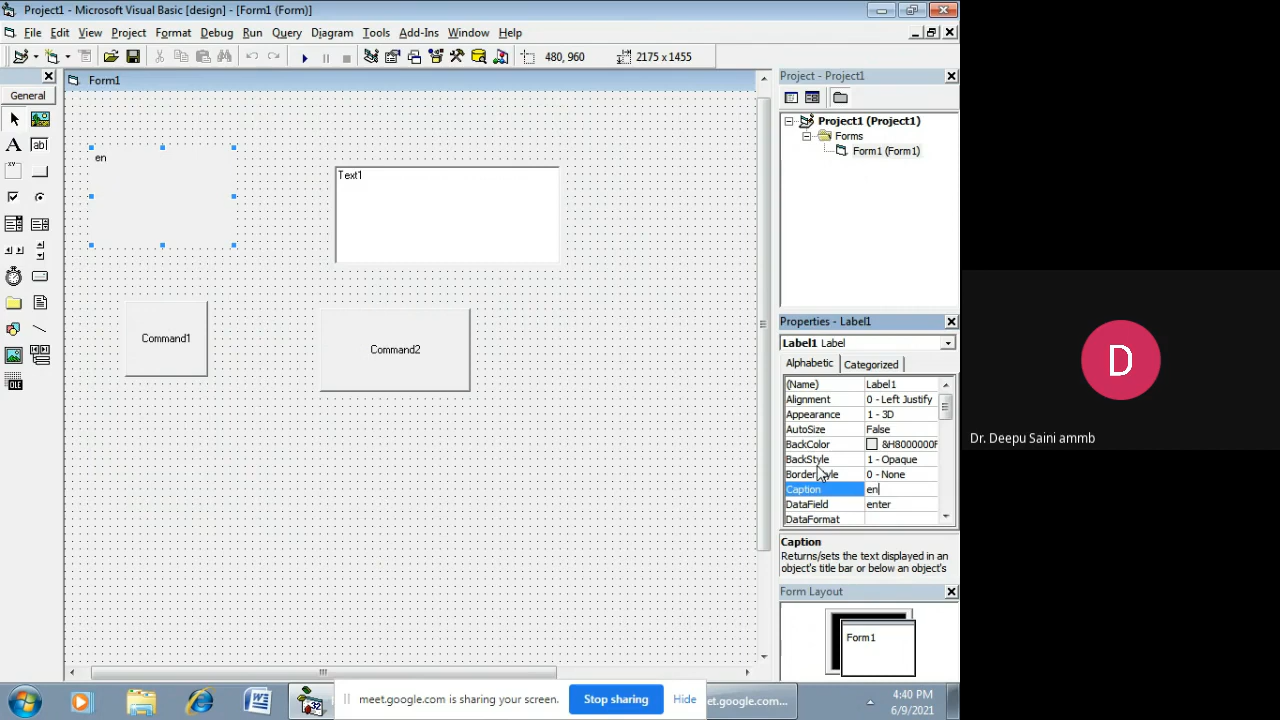 Project1 - Microsoft Visual Basic [design] - [Form1 (Form)]
File Edit View Project Format Debug Run Query Diagram Tools Add-Ins Window Help
480, 960 2175 x 1455
General
Form1
en
Text1
Command1
Command2
Project - Project1
Project1 (Project1)
Forms
Form1 (Form1)
Properties - Label1
Label1 Label
Alphabetic Categorized
(Name) Label1
Alignment 0 - Left Justify
Appearance 1 - 3D
AutoSize False
BackColor &H8000000F
BackStyle 1 - Opaque
0 - None
Caption en
DataField enter
DataFormat
Caption
Returns/sets the text displayed in an
object's title bar or below an object's
Form Layout
Form1
meet.google.com is sharing your screen. Stop sharing Hide
et.google.com...
4:40 PM
6/9/2021
D
Dr. Deepu Saini ammb
A
ab
OLE
32